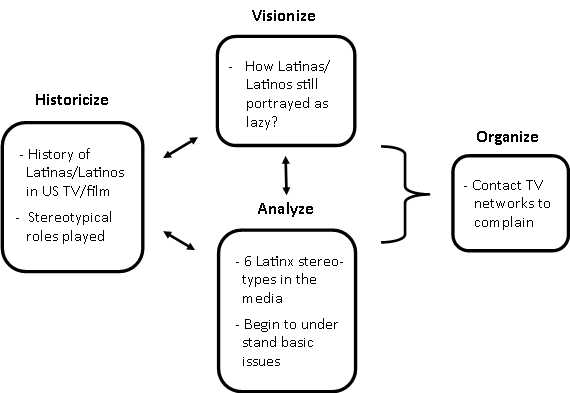 Visionize
- How Latinas/
Latinos still
portrayed as
lazy?
Historicize
- History of
Latinas/Latinos
in US TV/film
- Stereotypical
roles played
Analyze
- 6 Latinx stereo-
types in the
media
- Begin to under
stand basic
issues
Organize
- Contact TV
networks to
complain